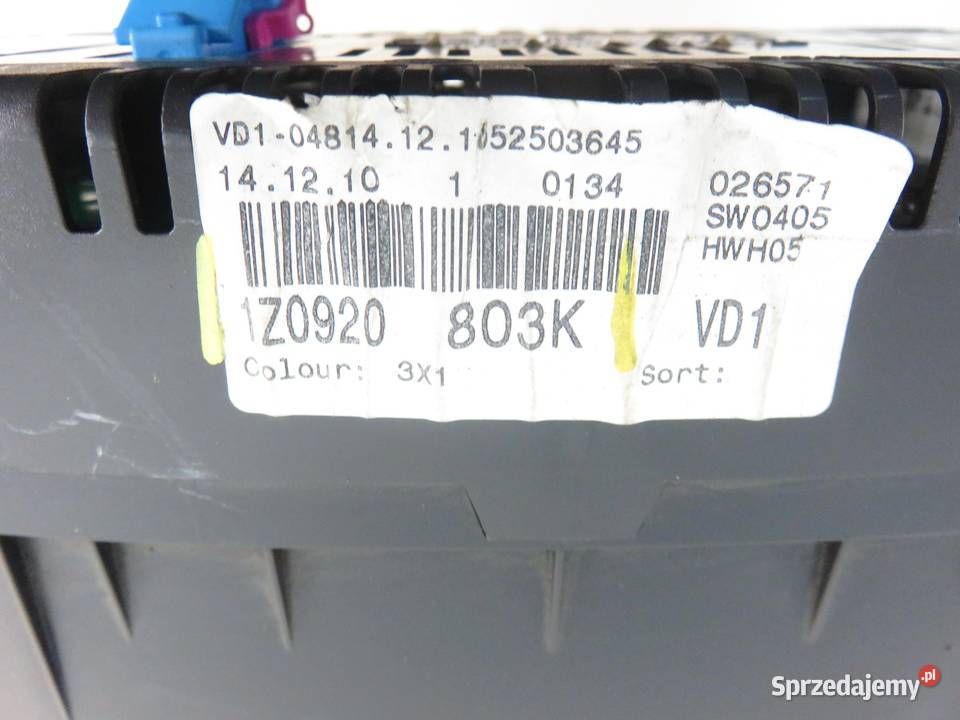 VD1-04814.12.1052503645
14.12.10 1 0134 026571
SW0405
HWH05
1Z0920 803K VD1
Colour: 3X1 Sort:
Sprzedajemy.pl